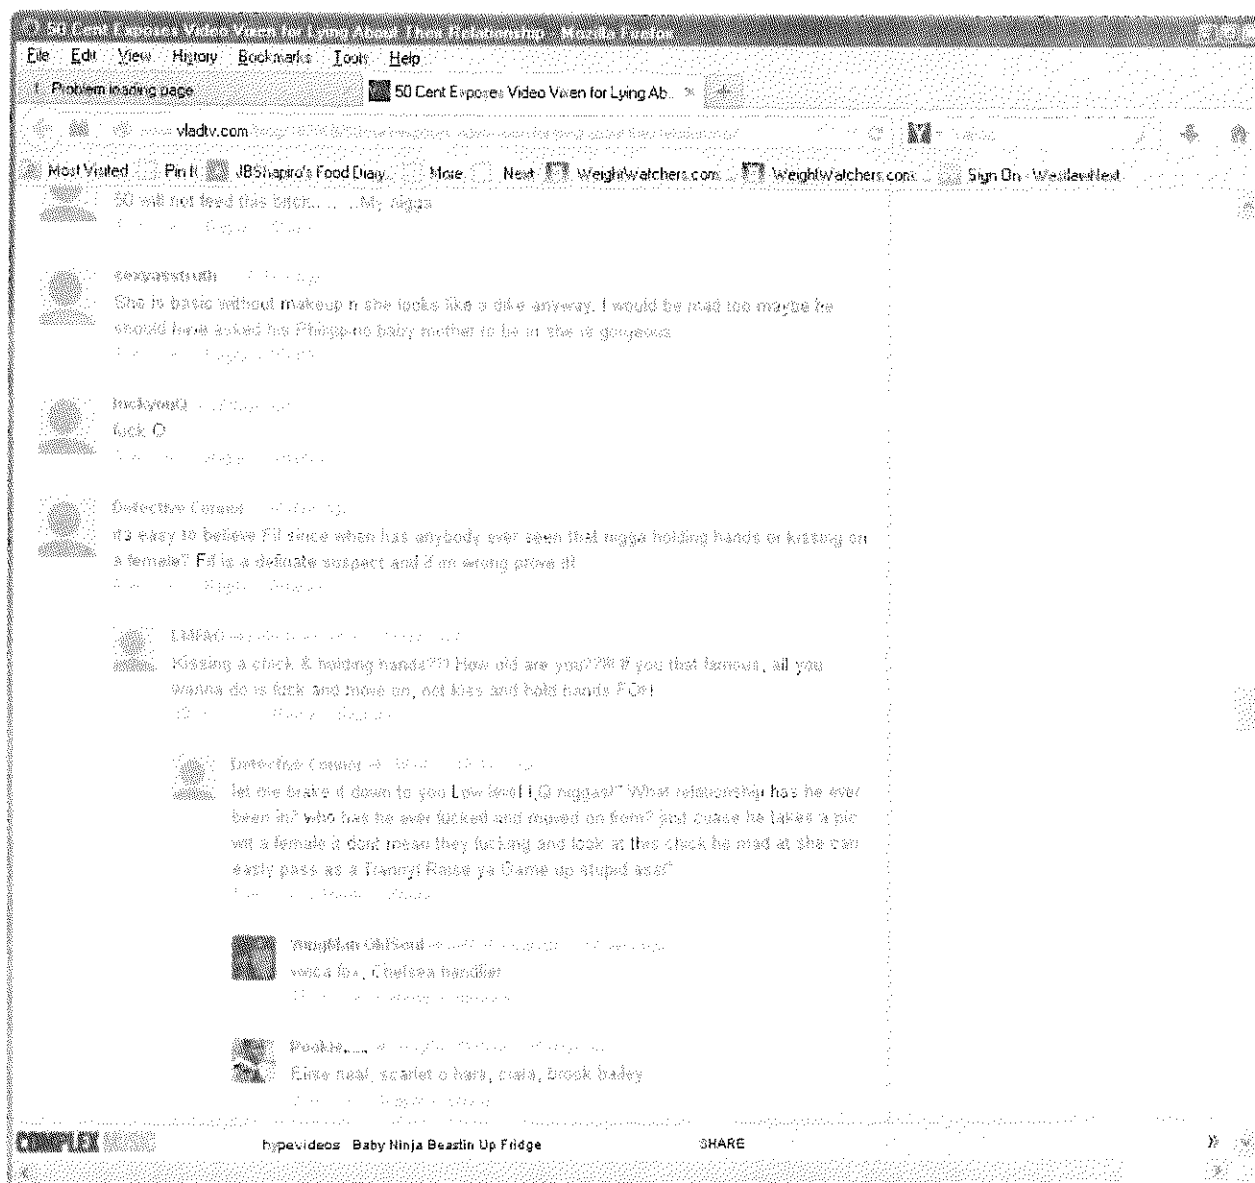 50 Cent Exposes Video Vixen for Lying About Their Relationship - Mozilla Firefox
File Edit View History Bookmarks Tools Help
Problem loading page
50 Cent Exposes Video Vixen for Lying Ab...
vladtv.com
Most Visited Pin It JBShapiro's Food Diary... More Next WeightWatchers.com... WeightWatchers.com... Sign On - WestlawNext
50 will not feed this bitch........My nigga
sexyasstruth
She is basic without makeup n she looks like a dike anyway. I would be mad too maybe he
should have asked his Philippino baby mother to be in she is gorgeous
fuckyouO
fuck O
Detective Conner
it's easy to believe Fif since when has anybody ever seen that nigga holding hands or kissing on
a female? Fif is a definate suspect and if im wrong prove it!
LMFAO
Kissing a chick & holding hands??!! How old are you??!!! If you that famous, all you
wanna do is fuck and move on, not kiss and hold hands FOH
Detective Conner
let me brake it down to you Low level I,Q niggas!" What relationship has he ever
been in? who has he ever fucked and moved on from? just cuase he takes a pic
wit a female it dont mean they fucking and look at this chick he mad at she can
easly pass as a Tranny! Raise ya Game up stupid ass!"
vivica fox, Chelsea handler
Pookie....
Elise neal, scarlet o hara, ciara, brook bailey
COMPLEX
hypevideos Baby Ninja Beastin Up Fridge SHARE